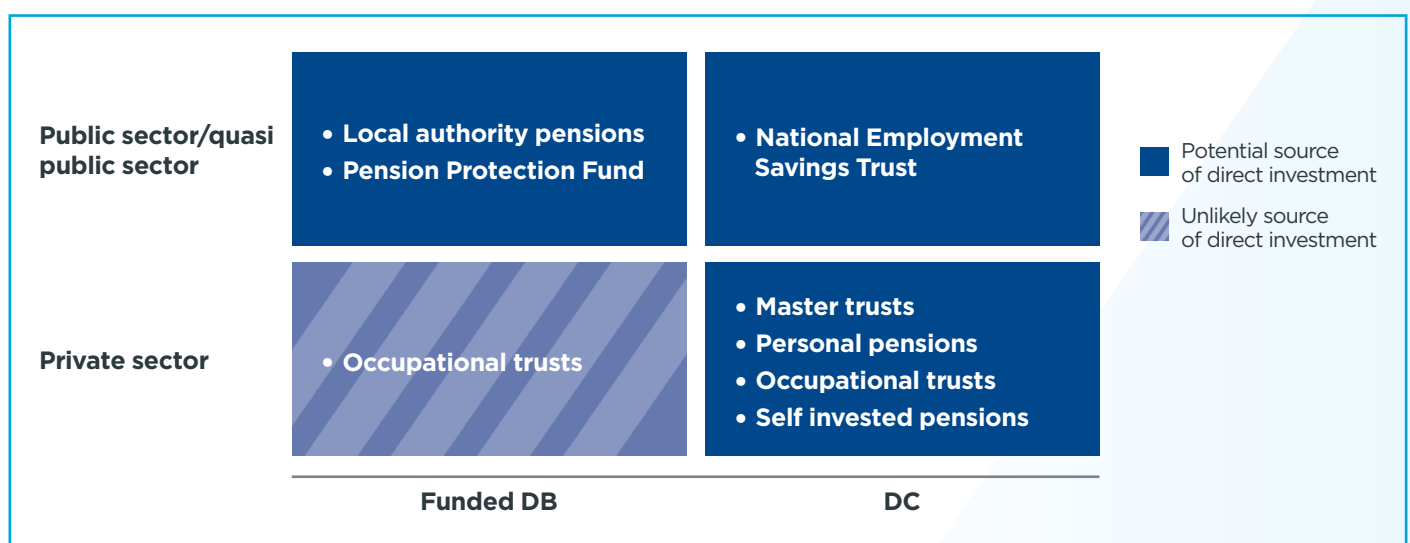 Public sector/quasi
public sector
• Local authority pensions
• Pension Protection Fund
• National Employment
Savings Trust
Potential source
of direct investment
Unlikely source
of direct investment
Private sector
• Occupational trusts
• Master trusts
• Personal pensions
• Occupational trusts
• Self invested pensions
Funded DB
DC